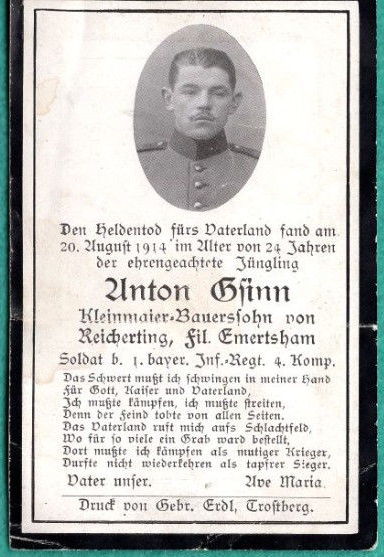 Den Heldentod fürs Vaterland fand am
20. August 1914 im Alter von 24 Jahren
der ehrengeachtete Jüngling
Anton Gsinn
Kleinmaier-Bauerssohn von
Reicherting, Fil. Emertsham
Soldat b. 1. bayer. Inf.-Regt. 4. Komp.
Das Schwert mußt ich schwingen in meiner Hand
Für Gott, Kaiser und Vaterland,
Ich mußte kämpfen, ich mußte streiten,
Denn der Feind tobte von allen Seiten.
Das Vaterland ruft mich aufs Schlachtfeld,
Wo für so viele ein Grab ward bestellt,
Dort mußte ich kämpfen als mutiger Krieger,
Durfte nicht wiederkehren als tapfrer Sieger.
Vater unser. Ave Maria.
Druck von Gebr. Erdl, Trostberg.